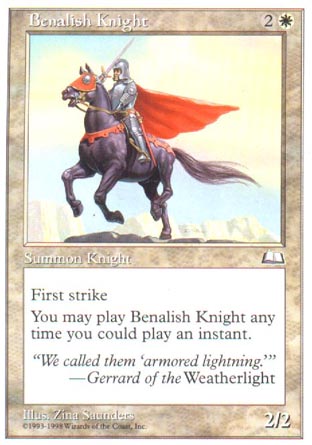 Benalish Knight 2
Summon Knight
First strike
You may play Benalish Knight any
time you could play an instant.
“We called them ‘armored lightning.’”
—Gerrard of the Weatherlight
Illus. Zina Saunders
©1993-1998 Wizards of the Coast, Inc.
2/2